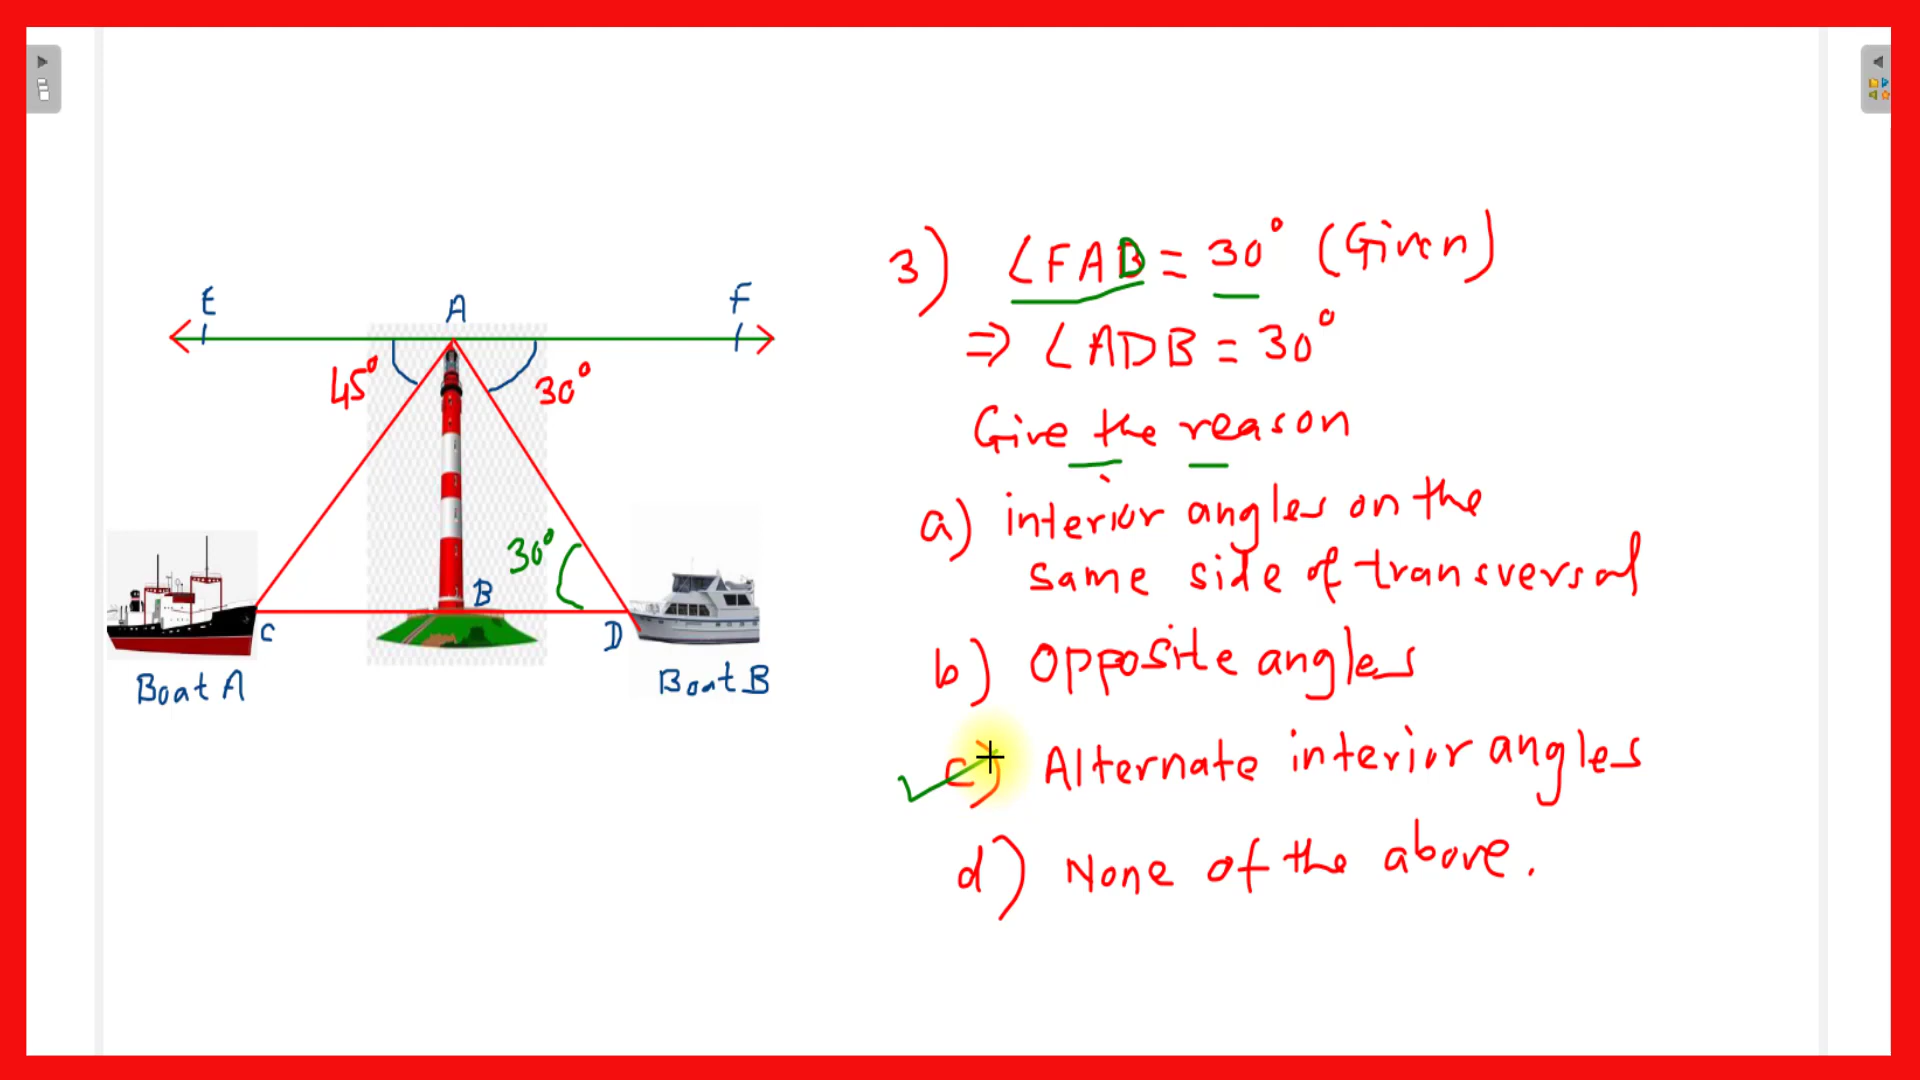 E A F
45° 30°
30°
B
C D
Boat A Boat B
3) ∠FAD = 30° (Given)
⇒ ∠ADB = 30°
Give the reason
a) interior angles on the
same side of transversal
b) Opposite angles
c) Alternate interior angles
d) None of the above.